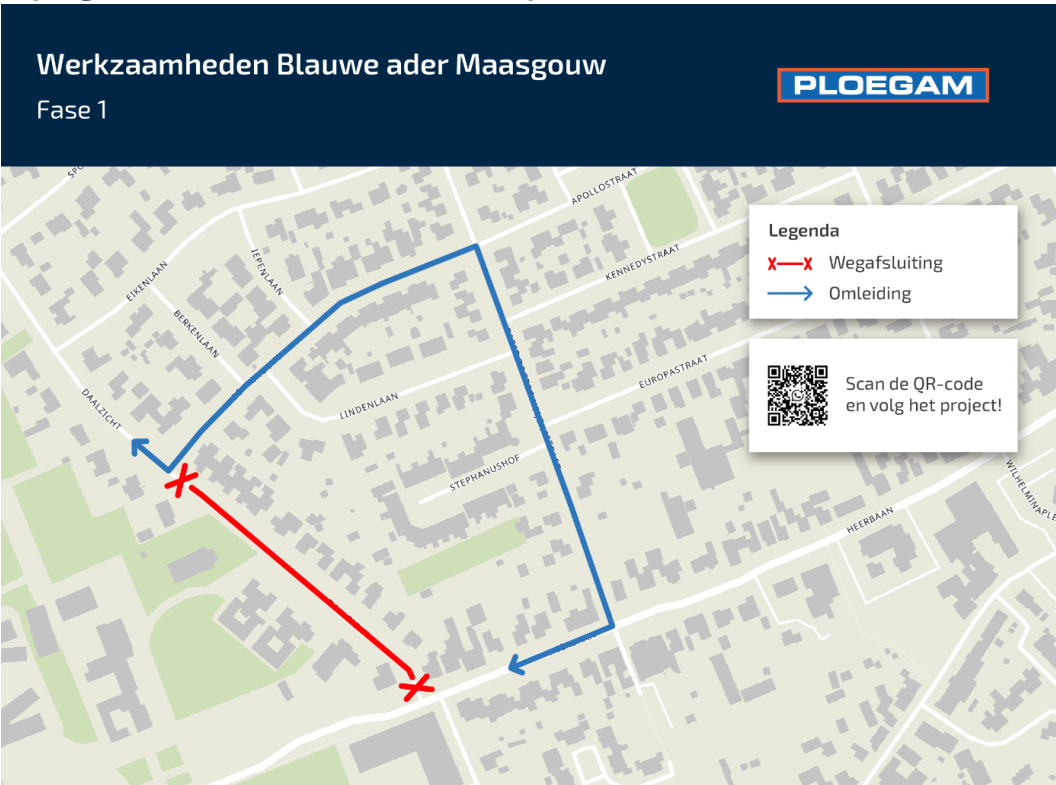 Werkzaamheden Blauwe ader Maasgouw
Fase 1
PLOEGAM
APOLLOSTRAAT
Legenda
Wegafsluiting
Omleiding
KENNEDYSTRAAT
IEPENLAAN
EIKENLAAN
BERKENLAAN
EUROPASTRAAT
Scan de QR-code
en volg het project!
DAALZICHT
LINDENLAAN
STEPHANUSHOF
HEERBAAN